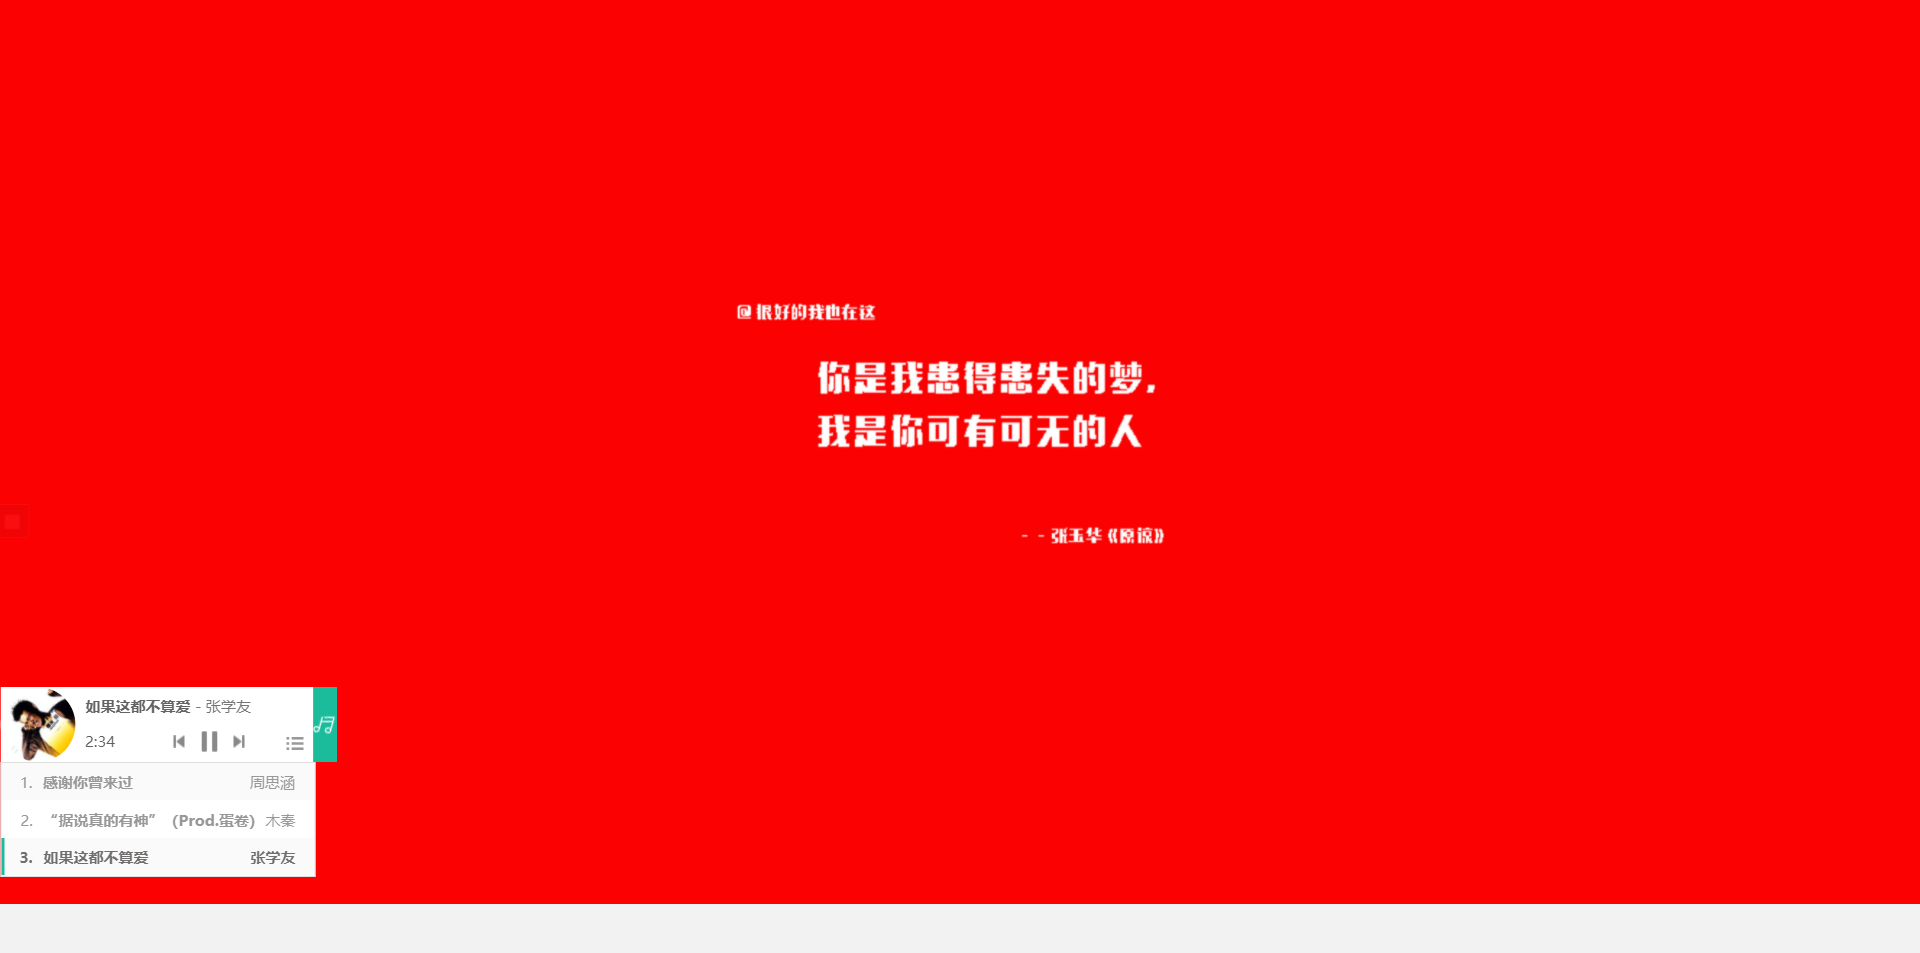 @很好的我也在这
你是我患得患失的梦,
我是你可有可无的人
- - 张玉华《原谅》
如果这都不算爱 - 张学友
2:34
1. 感谢你曾来过 周思涵
2. “据说真的有神” (Prod.蛋卷) 木秦
3. 如果这都不算爱 张学友